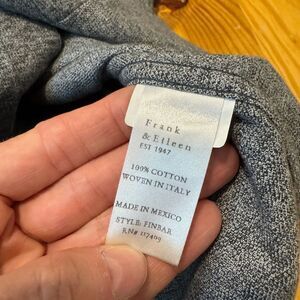 Frank
& Eileen
EST 1947
100% COTTON
WOVEN IN ITALY
MADE IN MEXICO
STYLE: FINBAR
RN# 117409